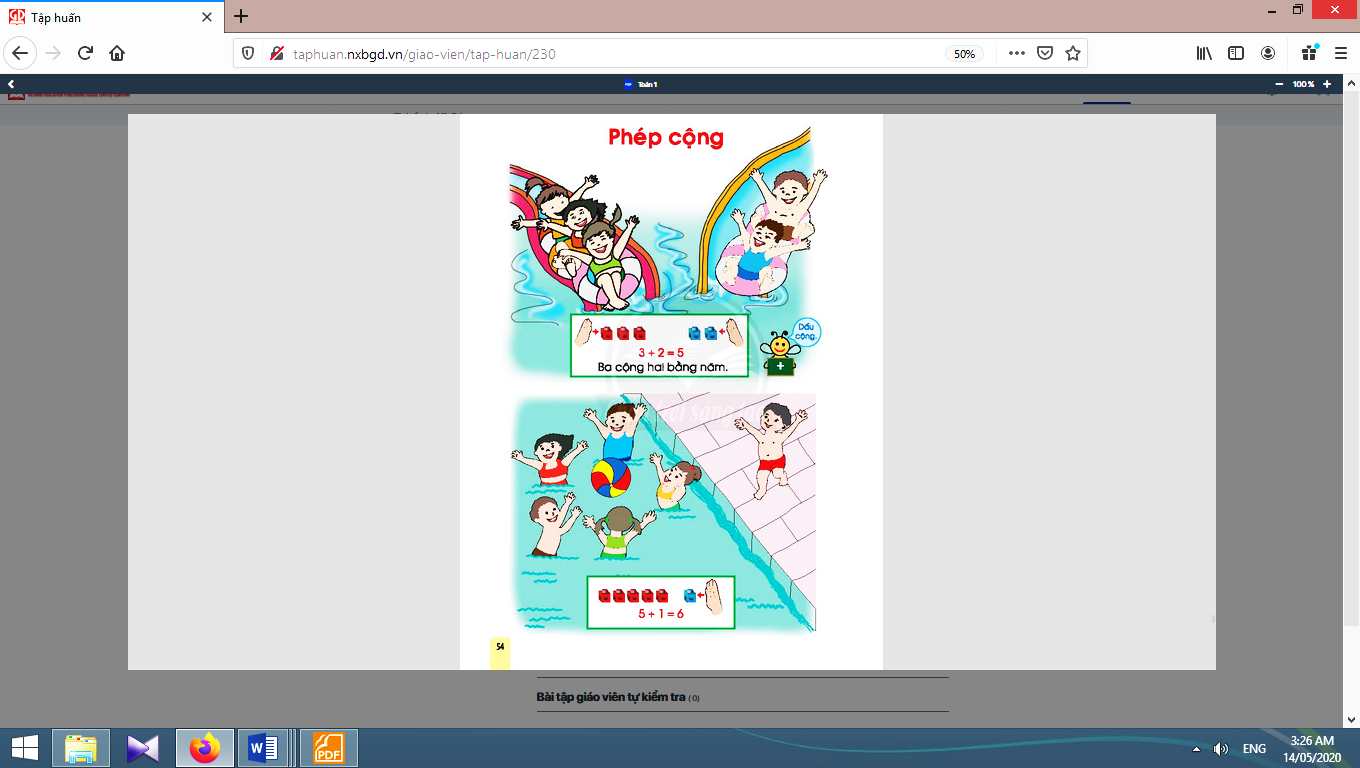 Tập huấn
taphuan.nxbgd.vn/giao-vien/tap-huan/230
50%
Toán 1
100%
Phép cộng
3 + 2 = 5
Ba cộng hai bằng năm.
Dấu cộng.
+
5 + 1 = 6
54
Bài tập giáo viên tự kiểm tra (0)
PDF
ENG
3:26 AM
14/05/2020